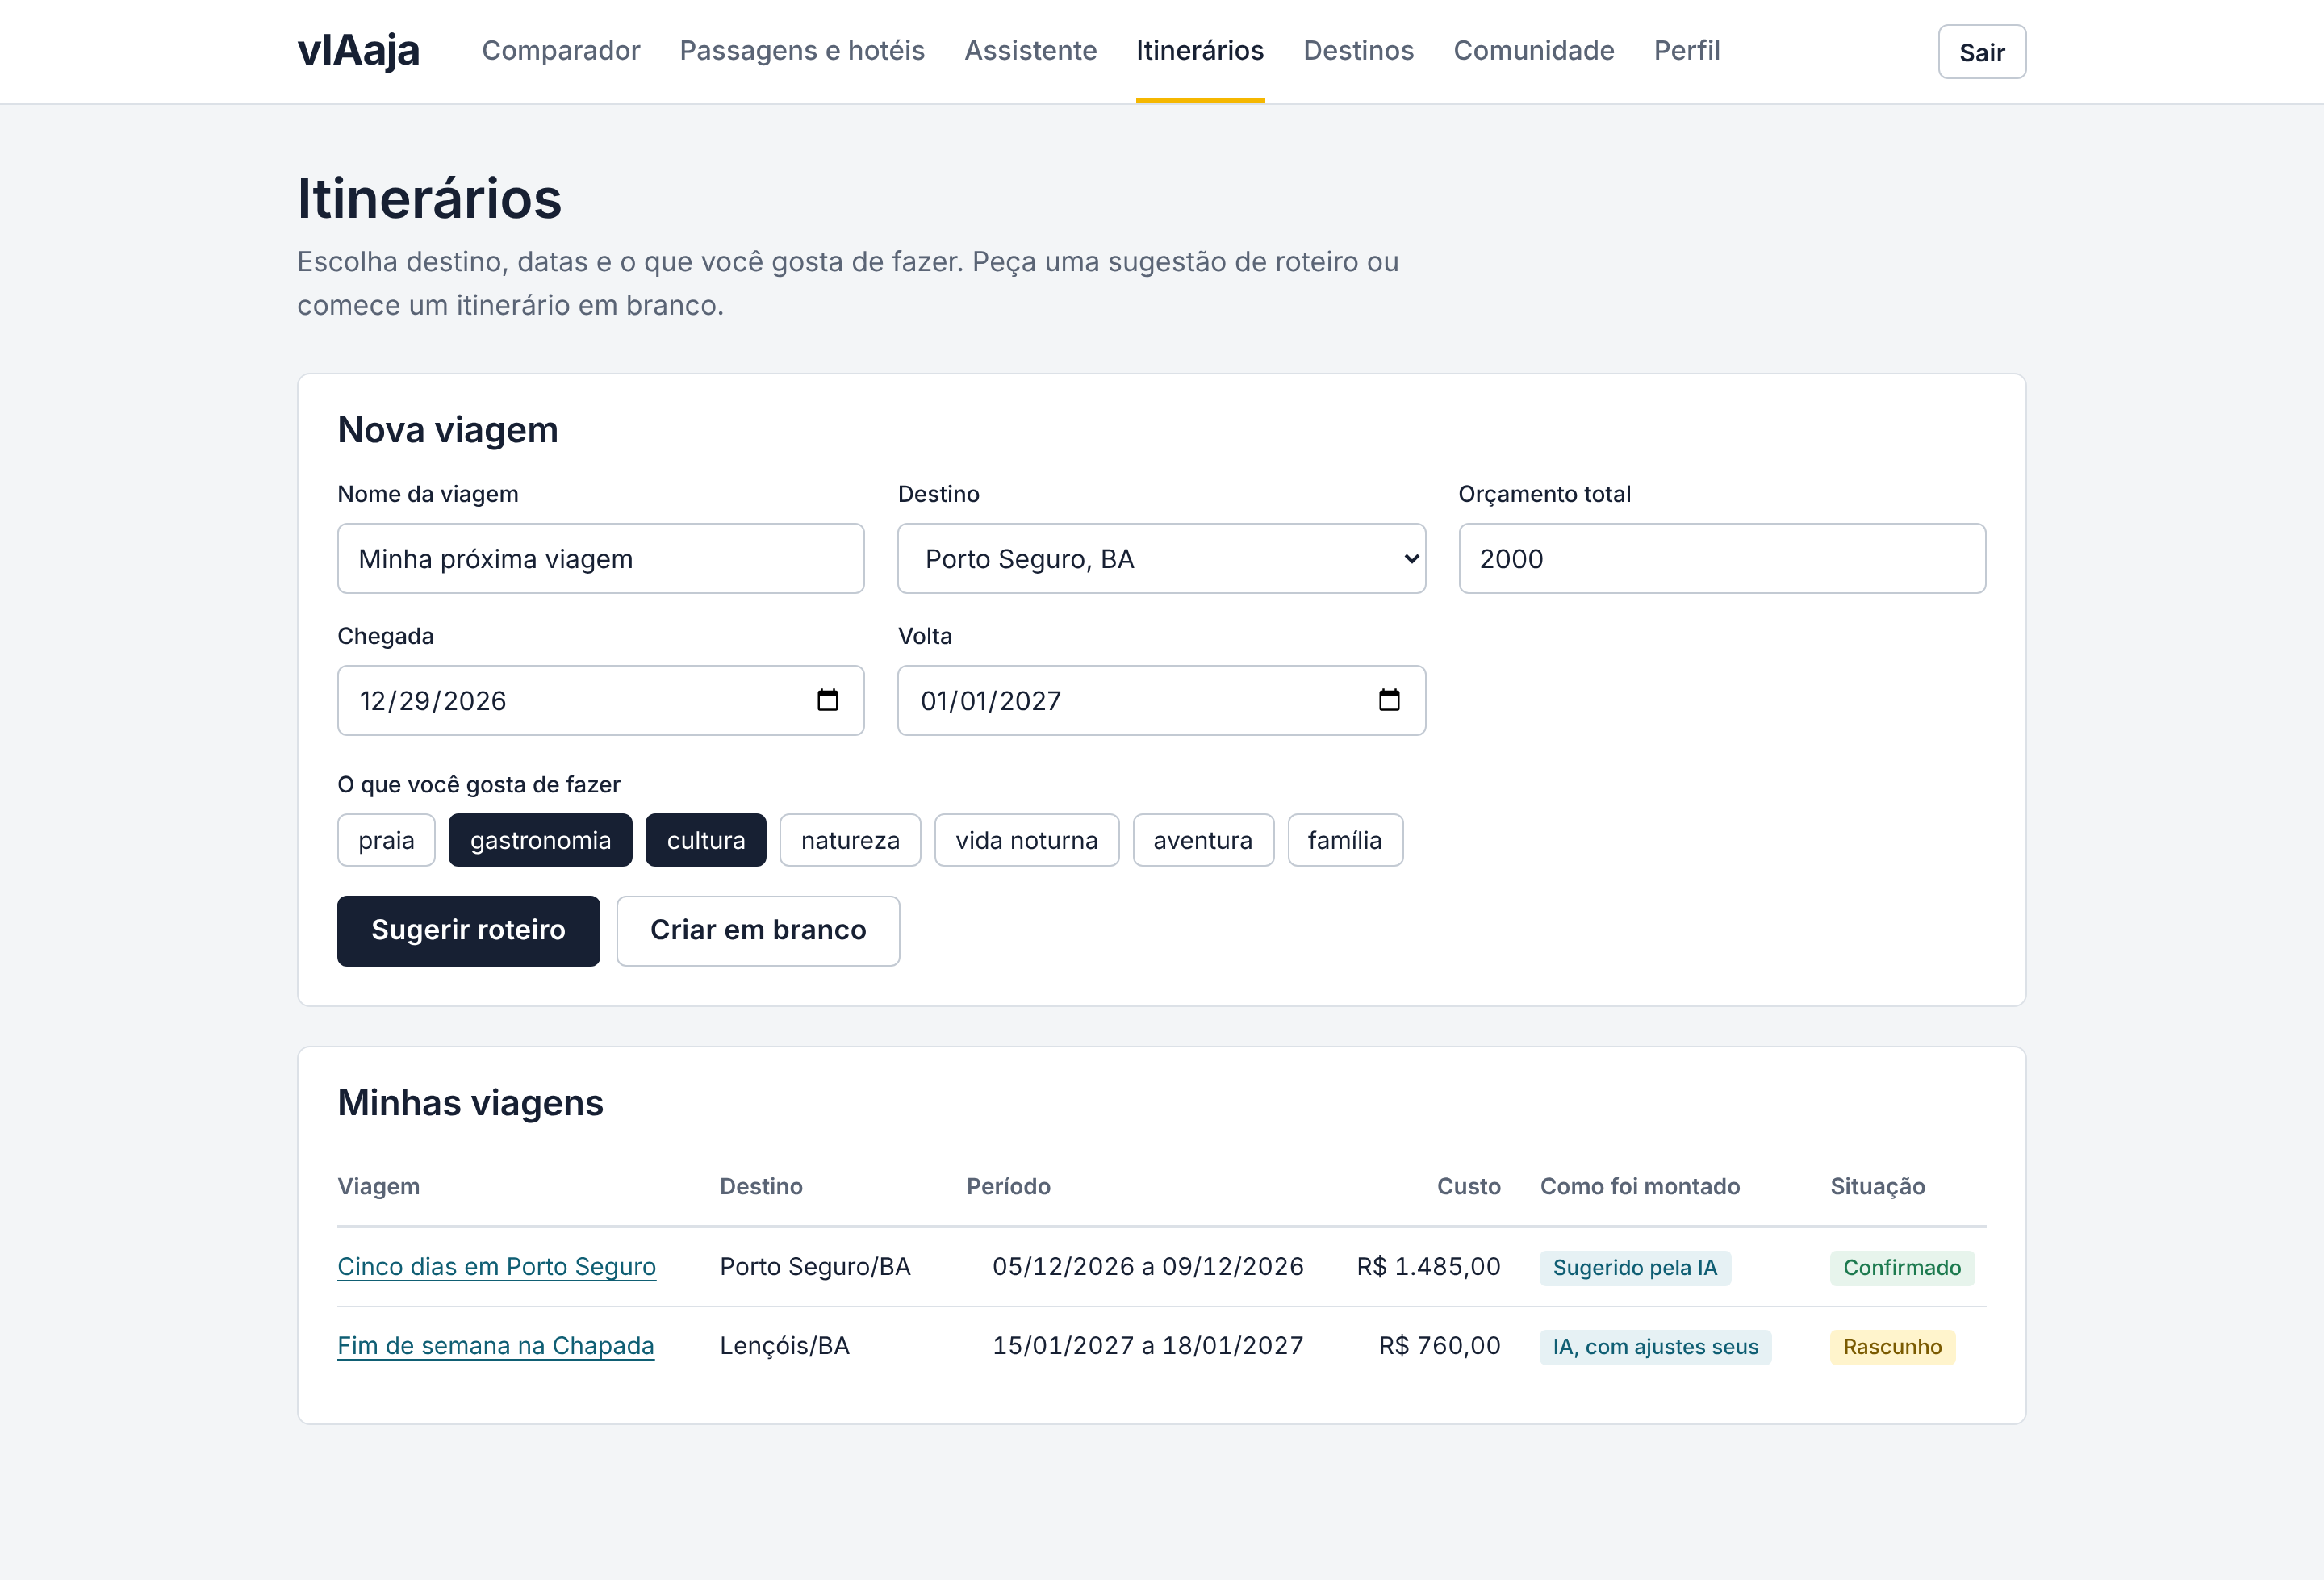 vIAaja Comparador Passagens e hotéis Assistente Itinerários Destinos Comunidade Perfil Sair
Itinerários
Escolha destino, datas e o que você gosta de fazer. Peça uma sugestão de roteiro ou
comece um itinerário em branco.
Nova viagem
Nome da viagem Destino Orçamento total
Minha próxima viagem Porto Seguro, BA 2000
Chegada Volta
12/29/2026 01/01/2027
O que você gosta de fazer
praia gastronomia cultura natureza vida noturna aventura família
Sugerir roteiro Criar em branco
Minhas viagens
Viagem Destino Período Custo Como foi montado Situação
Cinco dias em Porto Seguro Porto Seguro/BA 05/12/2026 a 09/12/2026 R$ 1.485,00 Sugerido pela IA Confirmado
Fim de semana na Chapada Lençóis/BA 15/01/2027 a 18/01/2027 R$ 760,00 IA, com ajustes seus Rascunho